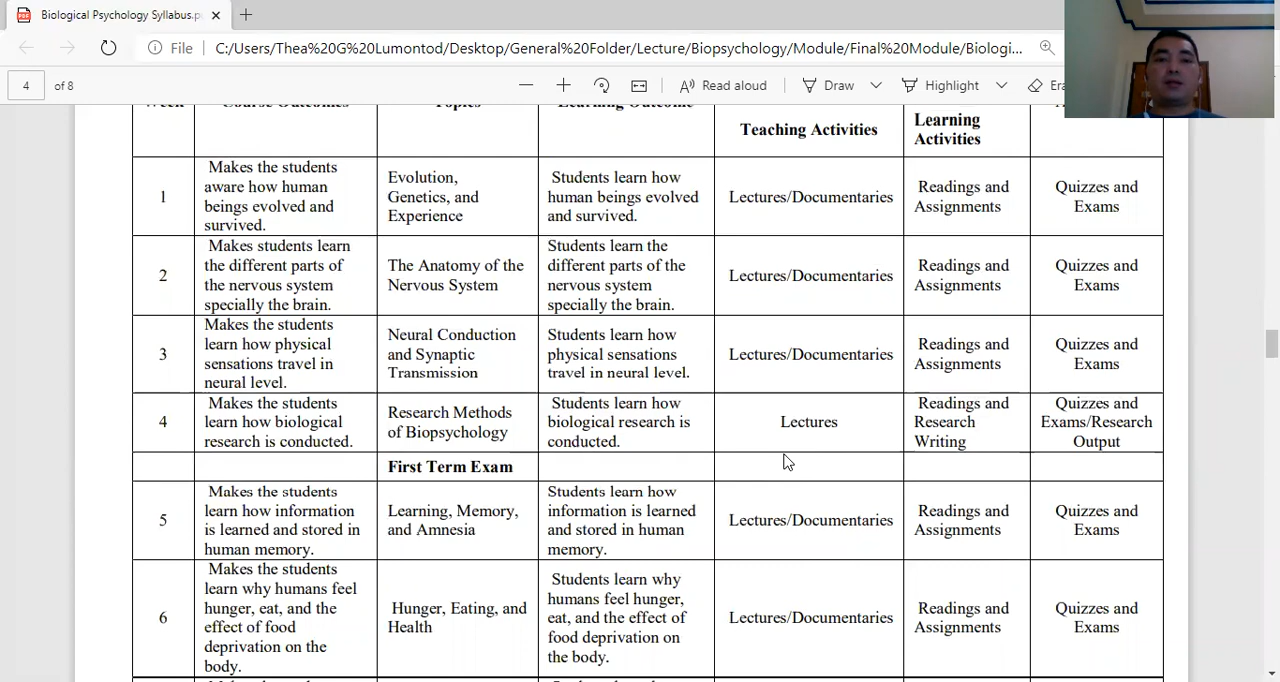 Biological Psychology Syllabus.p
File
C:/Users/Thea%20G%20Lumontod/Desktop/General%20Folder/Lecture/Biopsychology/Module/Final%20Module/Biologi...
4
of 8
Read aloud
Draw
Highlight
Era
Week
Course Outcomes
Topics
Learning Outcome
Teaching Activities
Learning
Activities
1
Makes the students
aware how human
beings evolved and
survived.
Evolution,
Genetics, and
Experience
Students learn how
human beings evolved
and survived.
Lectures/Documentaries
Readings and
Assignments
Quizzes and
Exams
2
Makes students learn
the different parts of
the nervous system
specially the brain.
The Anatomy of the
Nervous System
Students learn the
different parts of the
nervous system
specially the brain.
Lectures/Documentaries
Readings and
Assignments
Quizzes and
Exams
3
Makes the students
learn how physical
sensations travel in
neural level.
Neural Conduction
and Synaptic
Transmission
Students learn how
physical sensations
travel in neural level.
Lectures/Documentaries
Readings and
Assignments
Quizzes and
Exams
4
Makes the students
learn how biological
research is conducted.
Research Methods
of Biopsychology
Students learn how
biological research is
conducted.
Lectures
Readings and
Research
Writing
Quizzes and
Exams/Research
Output
First Term Exam
5
Makes the students
learn how information
is learned and stored in
human memory.
Learning, Memory,
and Amnesia
Students learn how
information is learned
and stored in human
memory.
Lectures/Documentaries
Readings and
Assignments
Quizzes and
Exams
6
Makes the students
learn why humans feel
hunger, eat, and the
effect of food
deprivation on the
body.
Hunger, Eating, and
Health
Students learn why
humans feel hunger,
eat, and the effect of
food deprivation on
the body.
Lectures/Documentaries
Readings and
Assignments
Quizzes and
Exams